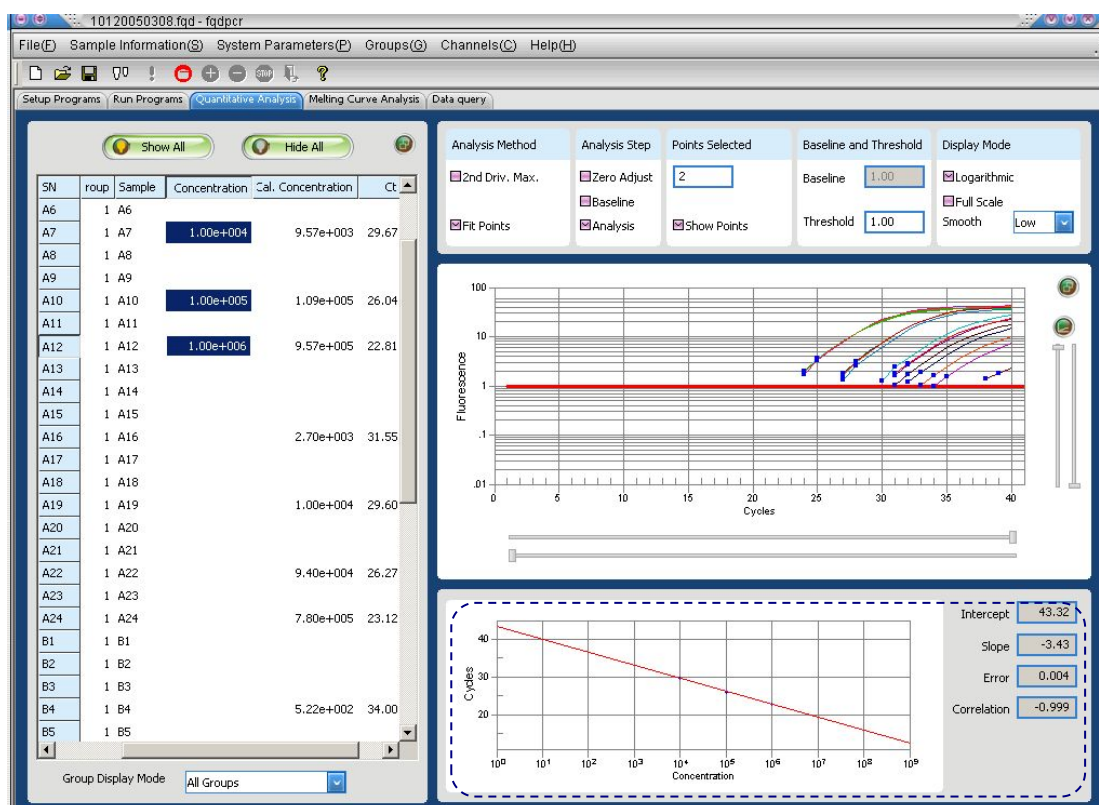 10120050308.fqd - fqdpcr
File(F) Sample Information(S) System Parameters(P) Groups(G) Channels(C) Help(H)
STOP
Setup Programs Run Programs Quantitative Analysis Melting Curve Analysis Data query
Show All Hide All
SN roup Sample Concentration Cal. Concentration Ct
A6 1 A6
A7 1 A7 1.00e+004 9.57e+003 29.67
A8 1 A8
A9 1 A9
A10 1 A10 1.00e+005 1.09e+005 26.04
A11 1 A11
A12 1 A12 1.00e+006 9.57e+005 22.81
A13 1 A13
A14 1 A14
A15 1 A15
A16 1 A16 2.70e+003 31.55
A17 1 A17
A18 1 A18
A19 1 A19 1.00e+004 29.60
A20 1 A20
A21 1 A21
A22 1 A22 9.40e+004 26.27
A23 1 A23
A24 1 A24 7.80e+005 23.12
B1 1 B1
B2 1 B2
B3 1 B3
B4 1 B4 5.22e+002 34.00
B5 1 B5
Group Display Mode All Groups
Analysis Method Analysis Step Points Selected Baseline and Threshold Display Mode
2nd Driv. Max. Zero Adjust 2 Baseline 1.00 Logarithmic
Baseline Full Scale
Fit Points Analysis Show Points Threshold 1.00 Smooth Low
100
10
1
.1
.01
Fluorescence
0 5 10 15 20 25 30 35 40
Cycles
40
30
20
Cycles
10⁰ 10¹ 10² 10³ 10⁴ 10⁵ 10⁶ 10⁷ 10⁸ 10⁹
Concentration
Intercept 43.32
Slope -3.43
Error 0.004
Correlation -0.999